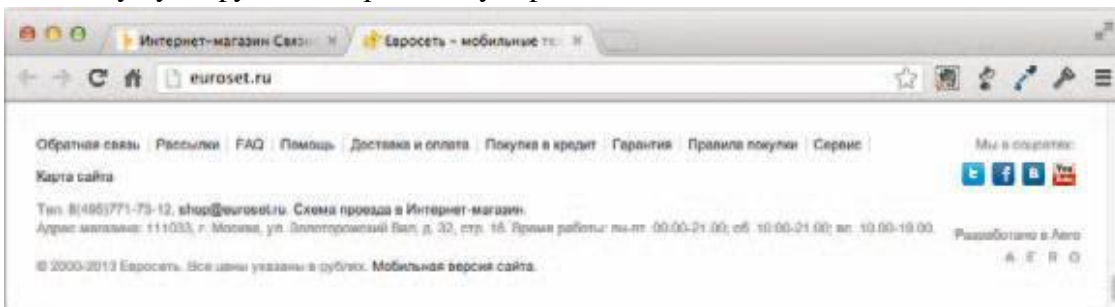 Интернет-магазин Связн
Евросеть – мобильные те
euroset.ru
Обратная связь Рассылки FAQ Помощь Доставка и оплата Покупка в кредит Гарантия Правила покупки Сервис
Мы в соцсетях:
Карта сайта
You
Тел. 8(495)771-73-12, shop@euroset.ru. Схема проезда в Интернет-магазин.
Адрес магазина: 111033, г. Москва, ул. Золоторожский Вал, д. 32, стр. 16. Время работы: пн-пт: 00.00-21.00; сб. 10.00-21.00; вс. 10.00-19.00.
Разработано в Aero
A E R O
© 2000-2013 Евросеть. Все цены указаны в рублях. Мобильная версия сайта.